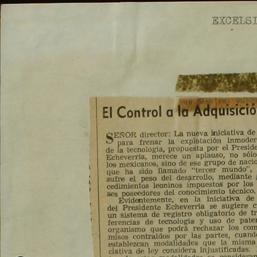 EXCELSI
El Control a la Adquisició
SEÑOR director: La nueva iniciativa de
para frenar la explotación inmoder
de la tecnología, propuesta por el Presid
Echeverría, merece un aplauso, no sólo
los mexicanos, sino de ese grupo de nacio
que ha sido llamado "tercer mundo",
sufre el peso del desarrollo, mediante
cedimientos leoninos impuestos por los
ses poseedores del conocimiento técnico.
Evidentemente, en la iniciativa de
del Presidente Echeverría se sugiere c
un sistema de registro obligatorio de tr
ferencias de tecnología y uso de paten
organismo que podrá rechazar los com
misos contraídos por las partes, cuando
establezcan modalidades que la misma
lativa de ley considera injustificadas.